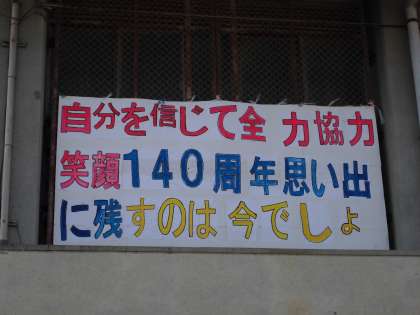 自分を信じて全力協力
笑顔140周年思い出
に残すのは今でしょ